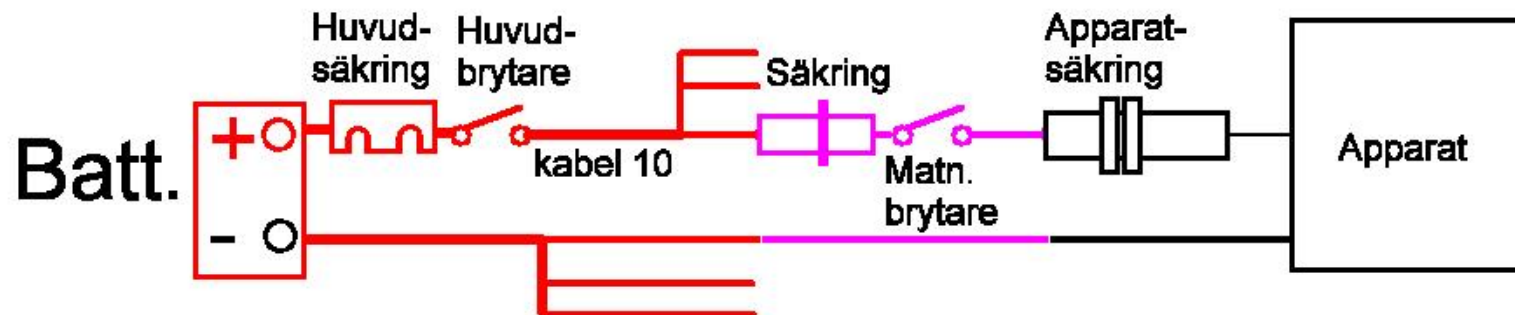 Huvud-
säkring
Huvud-
brytare
Apparat-
säkring
Säkring
Batt.
+
-
kabel 10
Matn.
brytare
Apparat